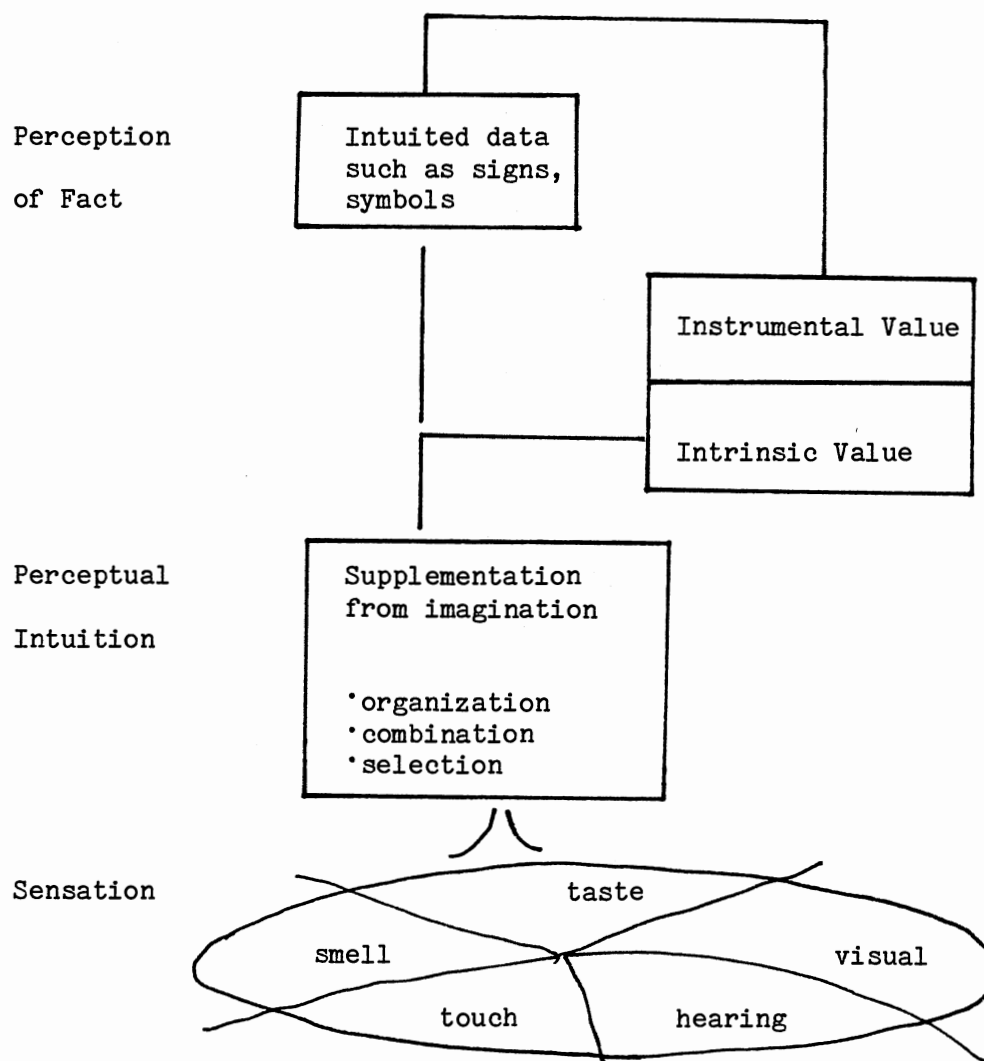 Perception
of Fact
Intuited data
such as signs,
symbols
Instrumental Value
Intrinsic Value
Perceptual
Intuition
Supplementation
from imagination
·organization
·combination
·selection
Sensation
taste
smell
visual
touch
hearing